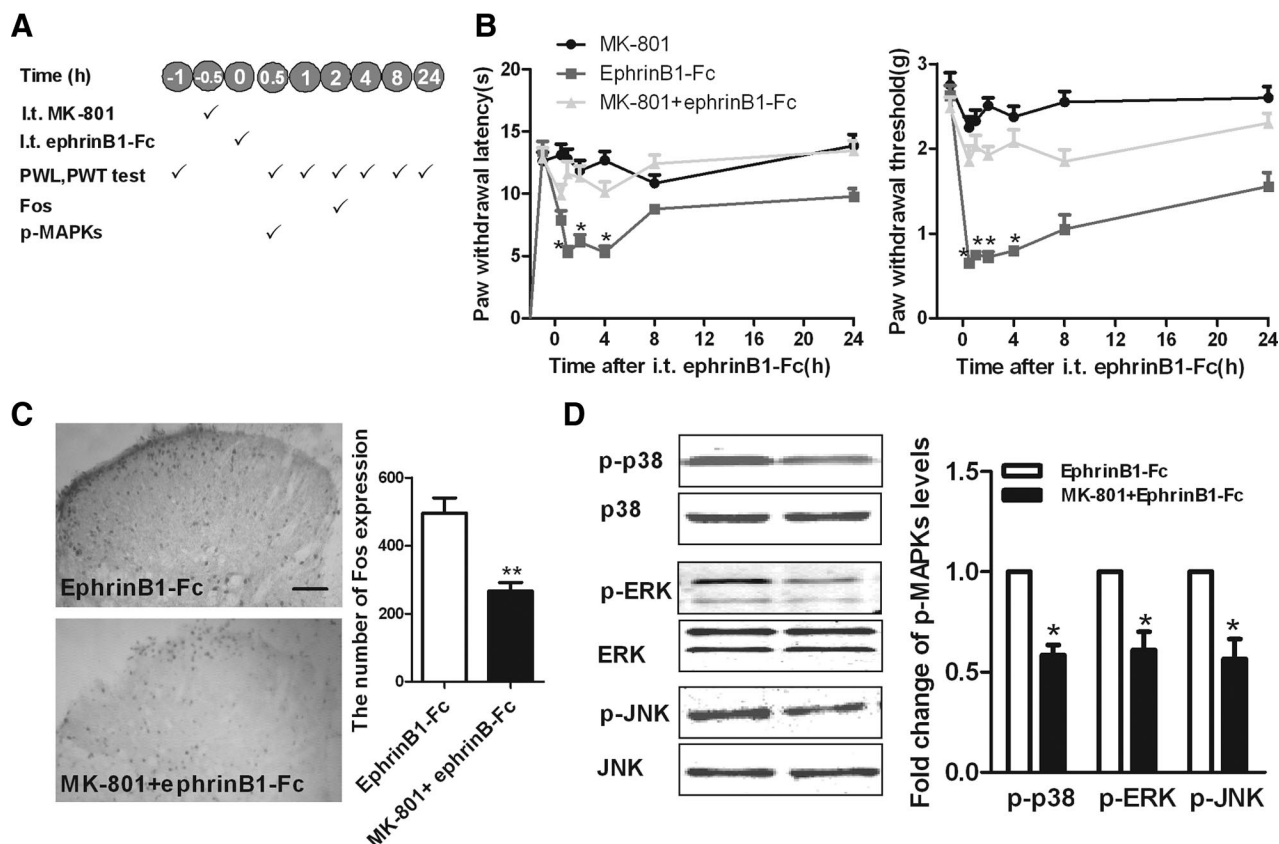 A
Time (h) -1 -0.5 0 0.5 1 2 4 8 24
I.t. MK-801 ✓
I.t. ephrinB1-Fc ✓
PWL,PWT test ✓ ✓ ✓ ✓ ✓ ✓ ✓
Fos ✓
p-MAPKs ✓
B
MK-801
EphrinB1-Fc
MK-801+ephrinB1-Fc
Paw withdrawal latency(s)
20
15
10
5
0
* * *
0 4 8 12 16 20 24
Time after i.t. ephrinB1-Fc(h)
Paw withdrawal threshold(g)
3
2
1
0
* ** *
0 4 8 12 16 20 24
Time after i.t. ephrinB1-Fc(h)
C
EphrinB1-Fc
MK-801+ephrinB1-Fc
The number of Fos expression
600
400
200
0
**
EphrinB1-Fc
MK-801+ ephrinB-Fc
D
p-p38
p38
p-ERK
ERK
p-JNK
JNK
Fold change of p-MAPKs levels
1.5
1.0
0.5
0.0
EphrinB1-Fc
MK-801+EphrinB1-Fc
* * *
p-p38 p-ERK p-JNK